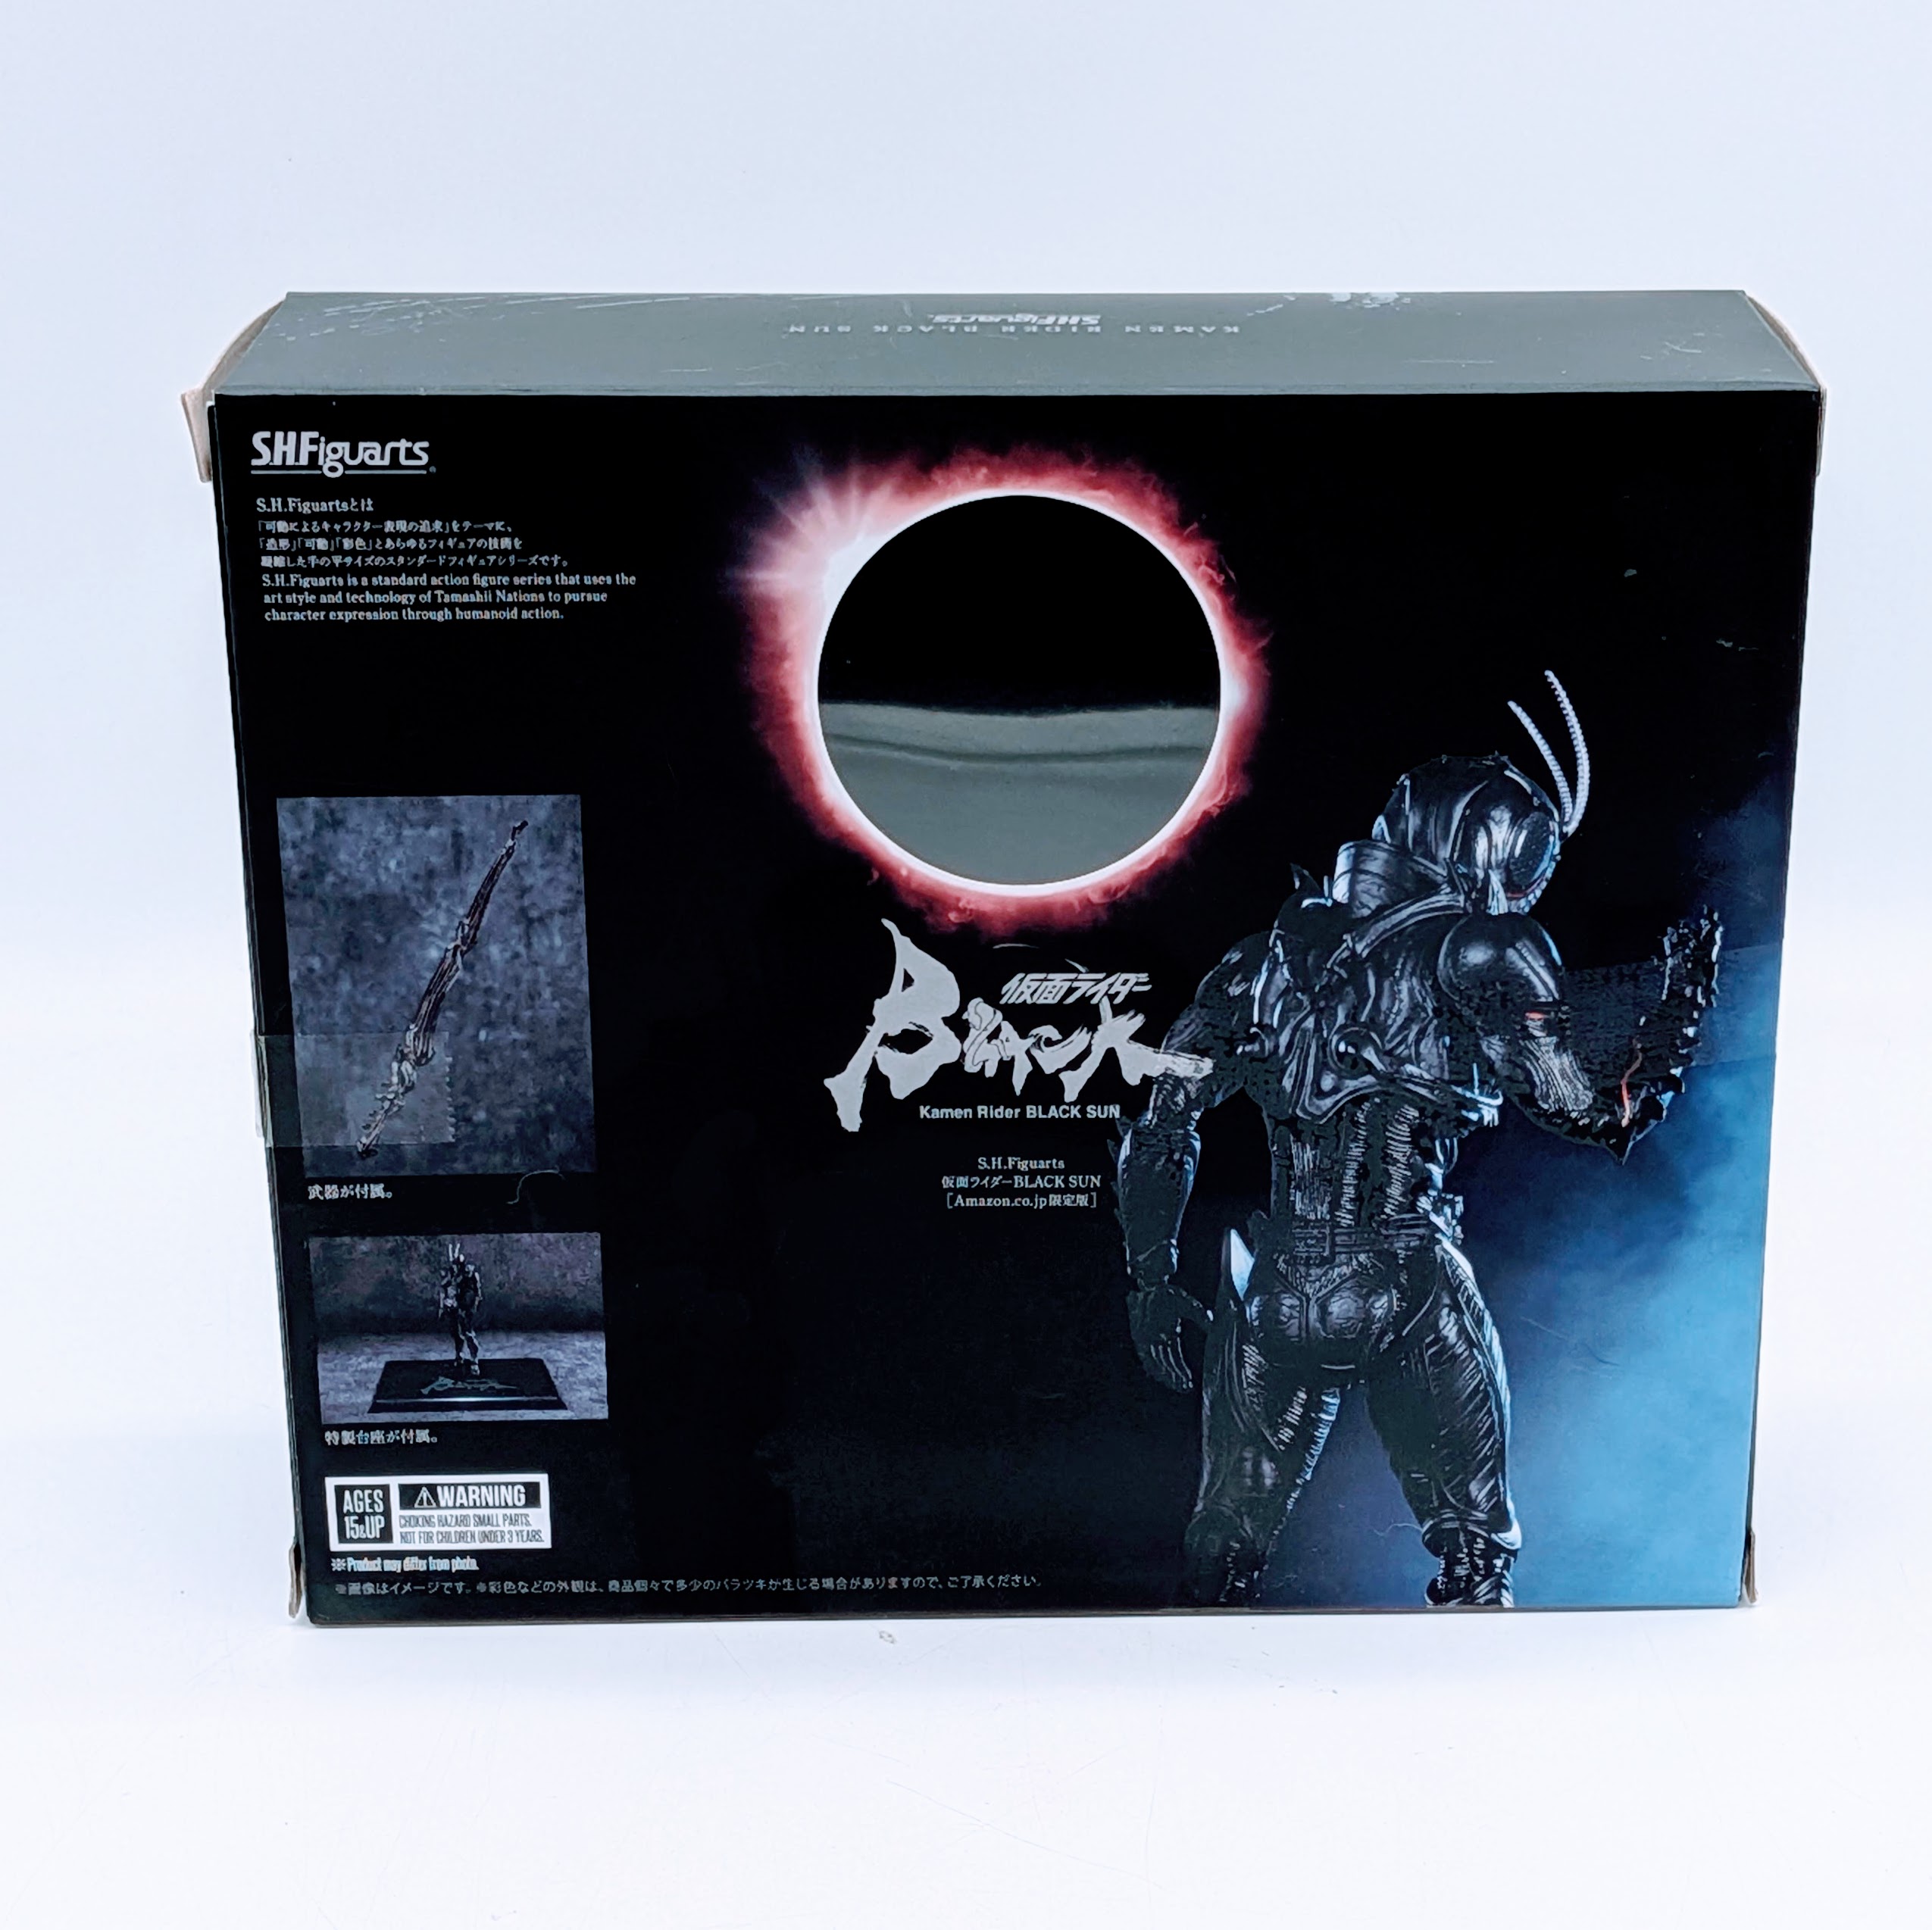 KAMEN RIDER BLACK SUN
S.H.Figuarts
S.H.Figuarts
S.H.Figuartsとは
「可動によるキャラクター表現の追求」をテーマに、
「造形」「可動」「彩色」とあらゆるフィギュアの技術を
凝縮した手の平サイズのスタンダードフィギュアシリーズです。
S.H.Figuarts is a standard action figure series that uses the
art style and technology of Tamashii Nations to pursue
character expression through humanoid action.
武器が付属。
BLACK
特製台座が付属。
仮面ライダー
BLACK
Kamen Rider BLACK SUN
S.H.Figuarts
仮面ライダーBLACK SUN
[Amazon.co.jp限定版]
AGES
15&UP
⚠WARNING
CHOKING HAZARD SMALL PARTS.
NOT FOR CHILDREN UNDER 3 YEARS.
※Product may differ from photo.
※画像はイメージです。※彩色などの外観は、商品個々で多少のバラツキが生じる場合がありますので、ご了承ください。